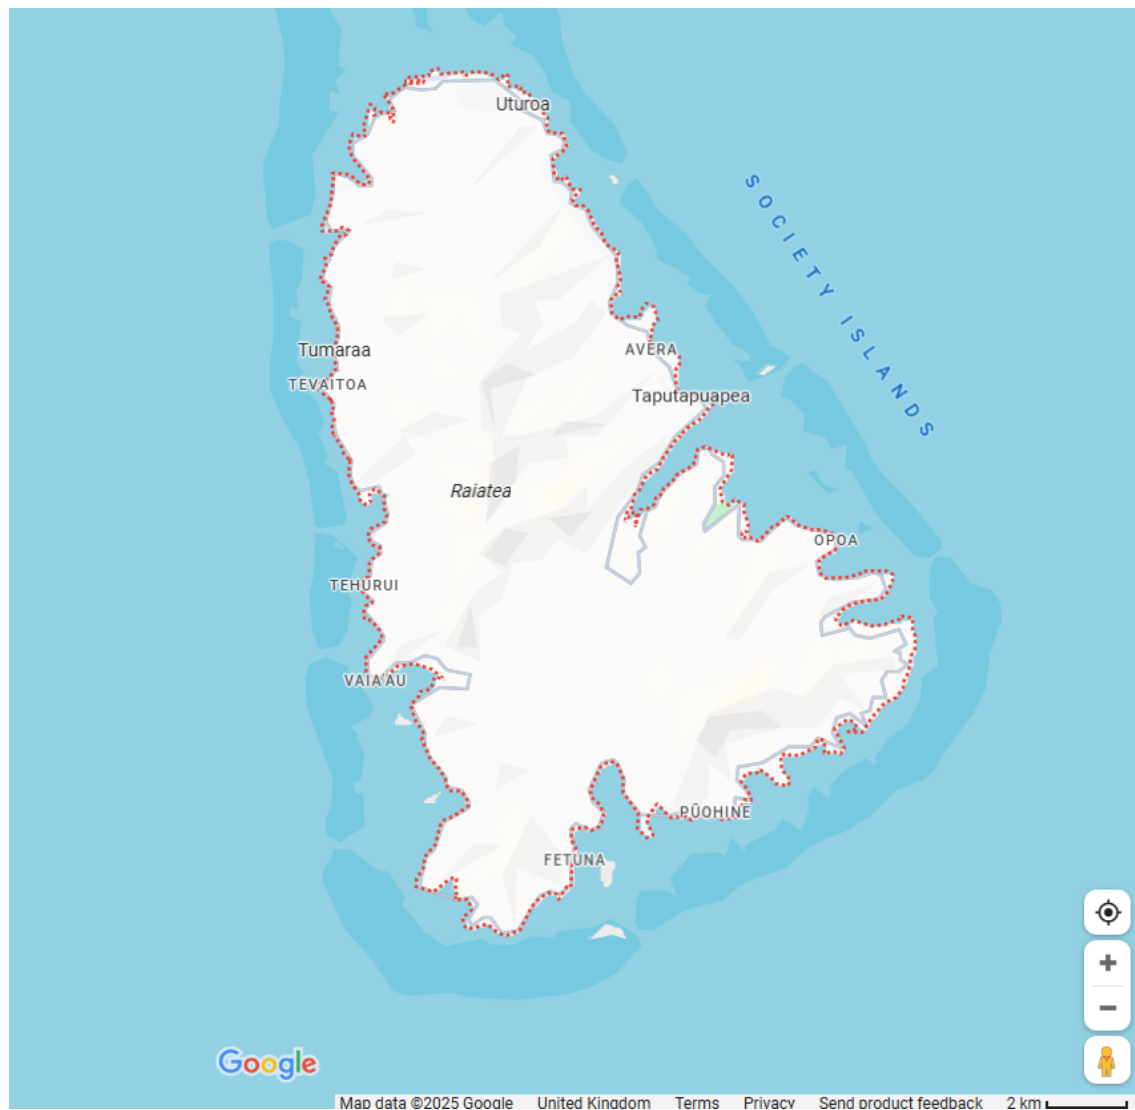 Uturoa
SOCIETY ISLANDS
Tumaraa
AVERA
TEVAITOA
Taputapuapea
Raiatea
OPOA
TEHURUI
VAIA'AU
PŪOHINE
FETUNA
Google
Map data ©2025 Google United Kingdom Terms Privacy Send product feedback 2 km